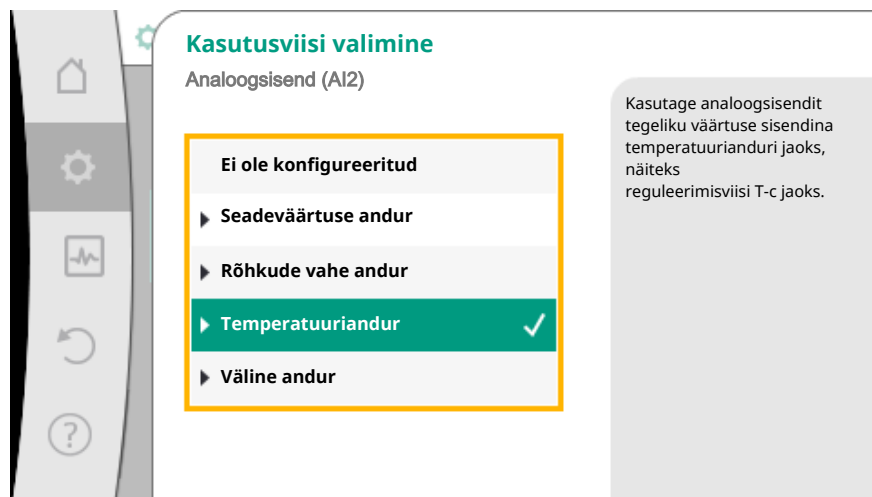 Kasutusviisi valimine
Analoogsisend (AI2)
Ei ole konfigureeritud
Seadeväärtuse andur
Rõhkude vahe andur
Temperatuuriandur
Väline andur
Kasutage analoogsisendit
tegeliku väärtuse sisendina
temperatuurianduri jaoks,
näiteks
reguleerimisviisi T-c jaoks.
?